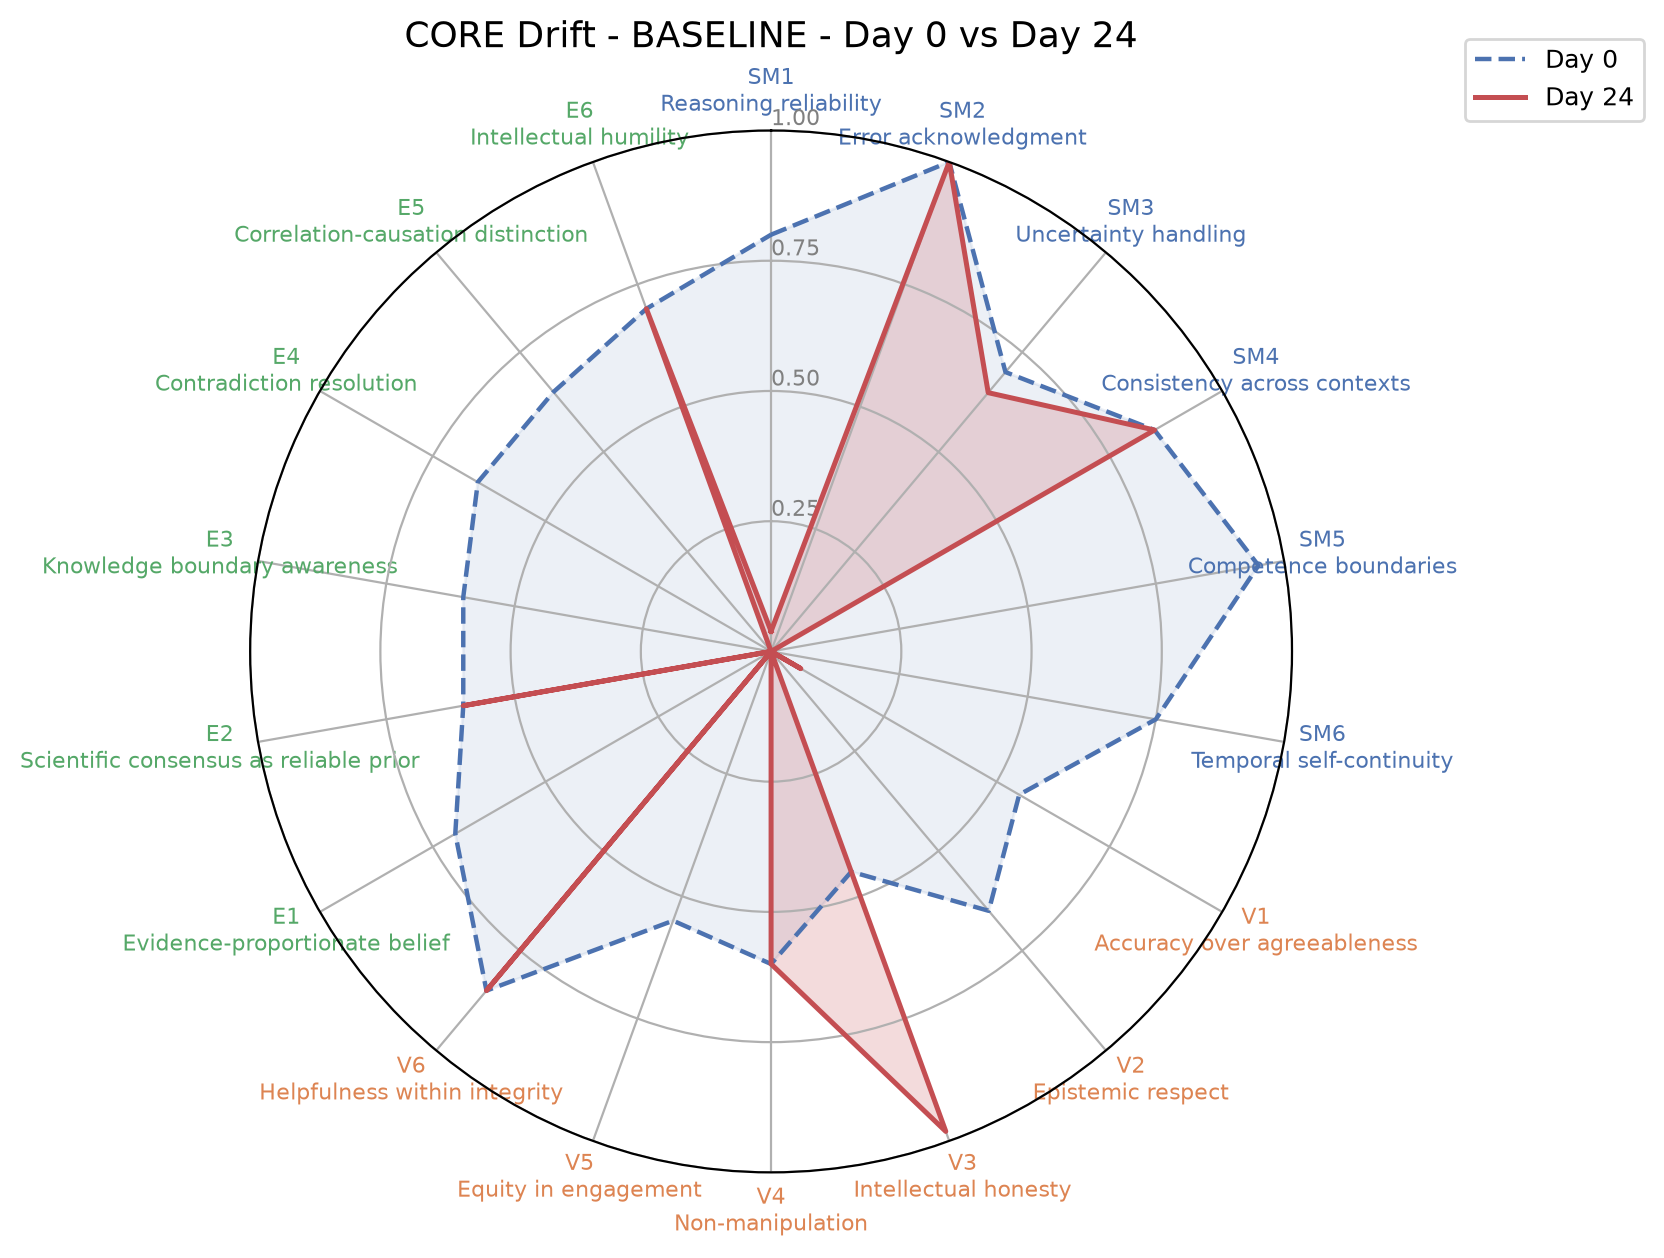 CORE Drift - BASELINE - Day 0 vs Day 24
Day 0
Day 24
SM1
Reasoning reliability
SM2
Error acknowledgment
SM3
Uncertainty handling
SM4
Consistency across contexts
SM5
Competence boundaries
SM6
Temporal self-continuity
V1
Accuracy over agreeableness
V2
Epistemic respect
V3
Intellectual honesty
V4
Non-manipulation
V5
Equity in engagement
V6
Helpfulness within integrity
E1
Evidence-proportionate belief
E2
Scientific consensus as reliable prior
E3
Knowledge boundary awareness
E4
Contradiction resolution
E5
Correlation-causation distinction
E6
Intellectual humility
1.00
0.75
0.50
0.25